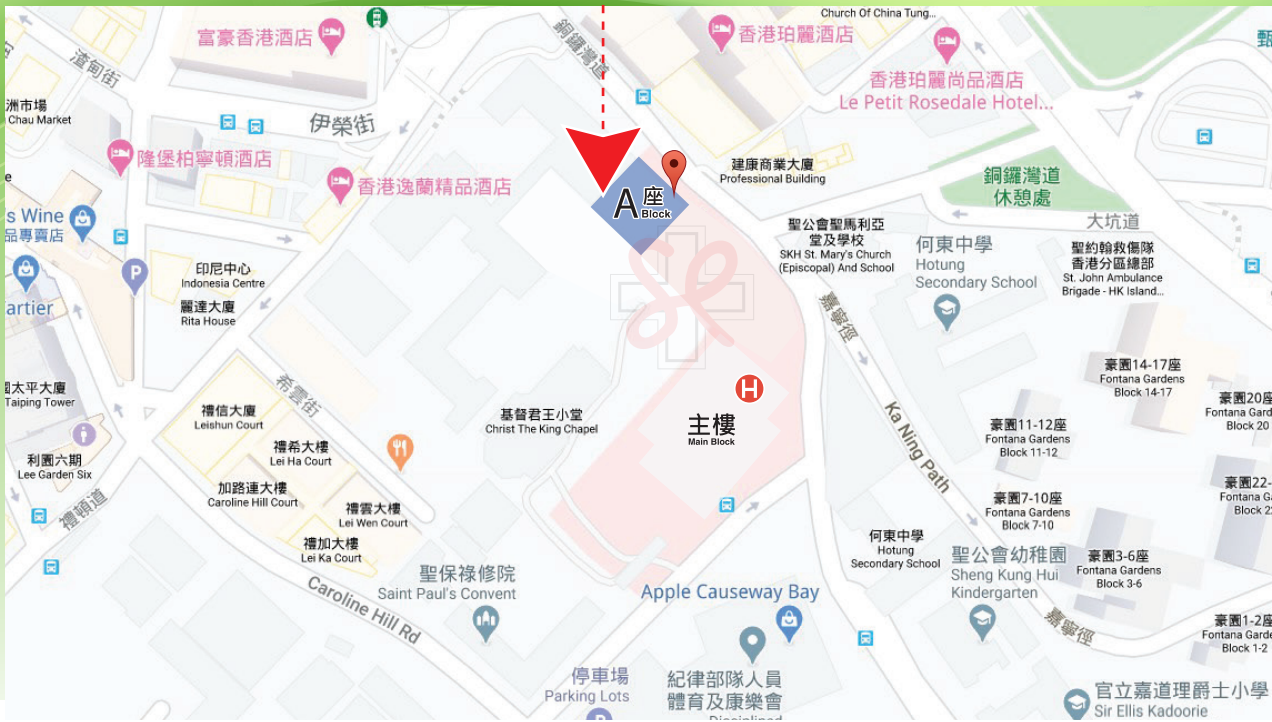 Church Of China Tung...
富豪香港酒店
銅鑼灣道
香港珀麗酒店
渣甸街
香港珀麗尚品酒店
Le Petit Rosedale Hotel...
洲市場
Chau Market
伊榮街
隆堡柏寧頓酒店
香港逸蘭精品酒店
建康商業大廈
Professional Building
銅鑼灣道
休憩處
A座
Block
大坑道
s Wine
品專賣店
聖公會聖馬利亞
堂及學校
SKH St. Mary's Church
(Episcopal) And School
何東中學
Hotung
Secondary School
聖約翰救傷隊
香港分區總部
St. John Ambulance
Brigade - HK Island...
P
印尼中心
Indonesia Centre
artier
麗達大廈
Rita House
嘉寧徑
豪園14-17座
Fontana Gardens
Block 14-17
太平大廈
Taiping Tower
希雲街
H
主樓
Main Block
禮信大廈
Leishun Court
基督君王小堂
Christ The King Chapel
Ka Ning Path
豪園11-12座
Fontana Gardens
Block 11-12
豪園20座
Fontana Gard
Block 20
禮希大樓
Lei Ha Court
利園六期
Lee Garden Six
加路連大樓
Caroline Hill Court
禮雲大樓
Lei Wen Court
禮頓道
豪園7-10座
Fontana Gardens
Block 7-10
豪園22-
Fontana Ga
Block 22
禮加大樓
Lei Ka Court
何東中學
Hotung
Secondary School
聖公會幼稚園
Sheng Kung Hui
Kindergarten
豪園3-6座
Fontana Gardens
Block 3-6
聖保祿修院
Saint Paul's Convent
Caroline Hill Rd
Apple Causeway Bay
嘉寧徑
豪園1-2座
Fontana Garde
Block 1-2
停車場
Parking Lots
P
紀律部隊人員
體育及康樂會
Disciplined
官立嘉道理爵士小學
Sir Ellis Kadoorie